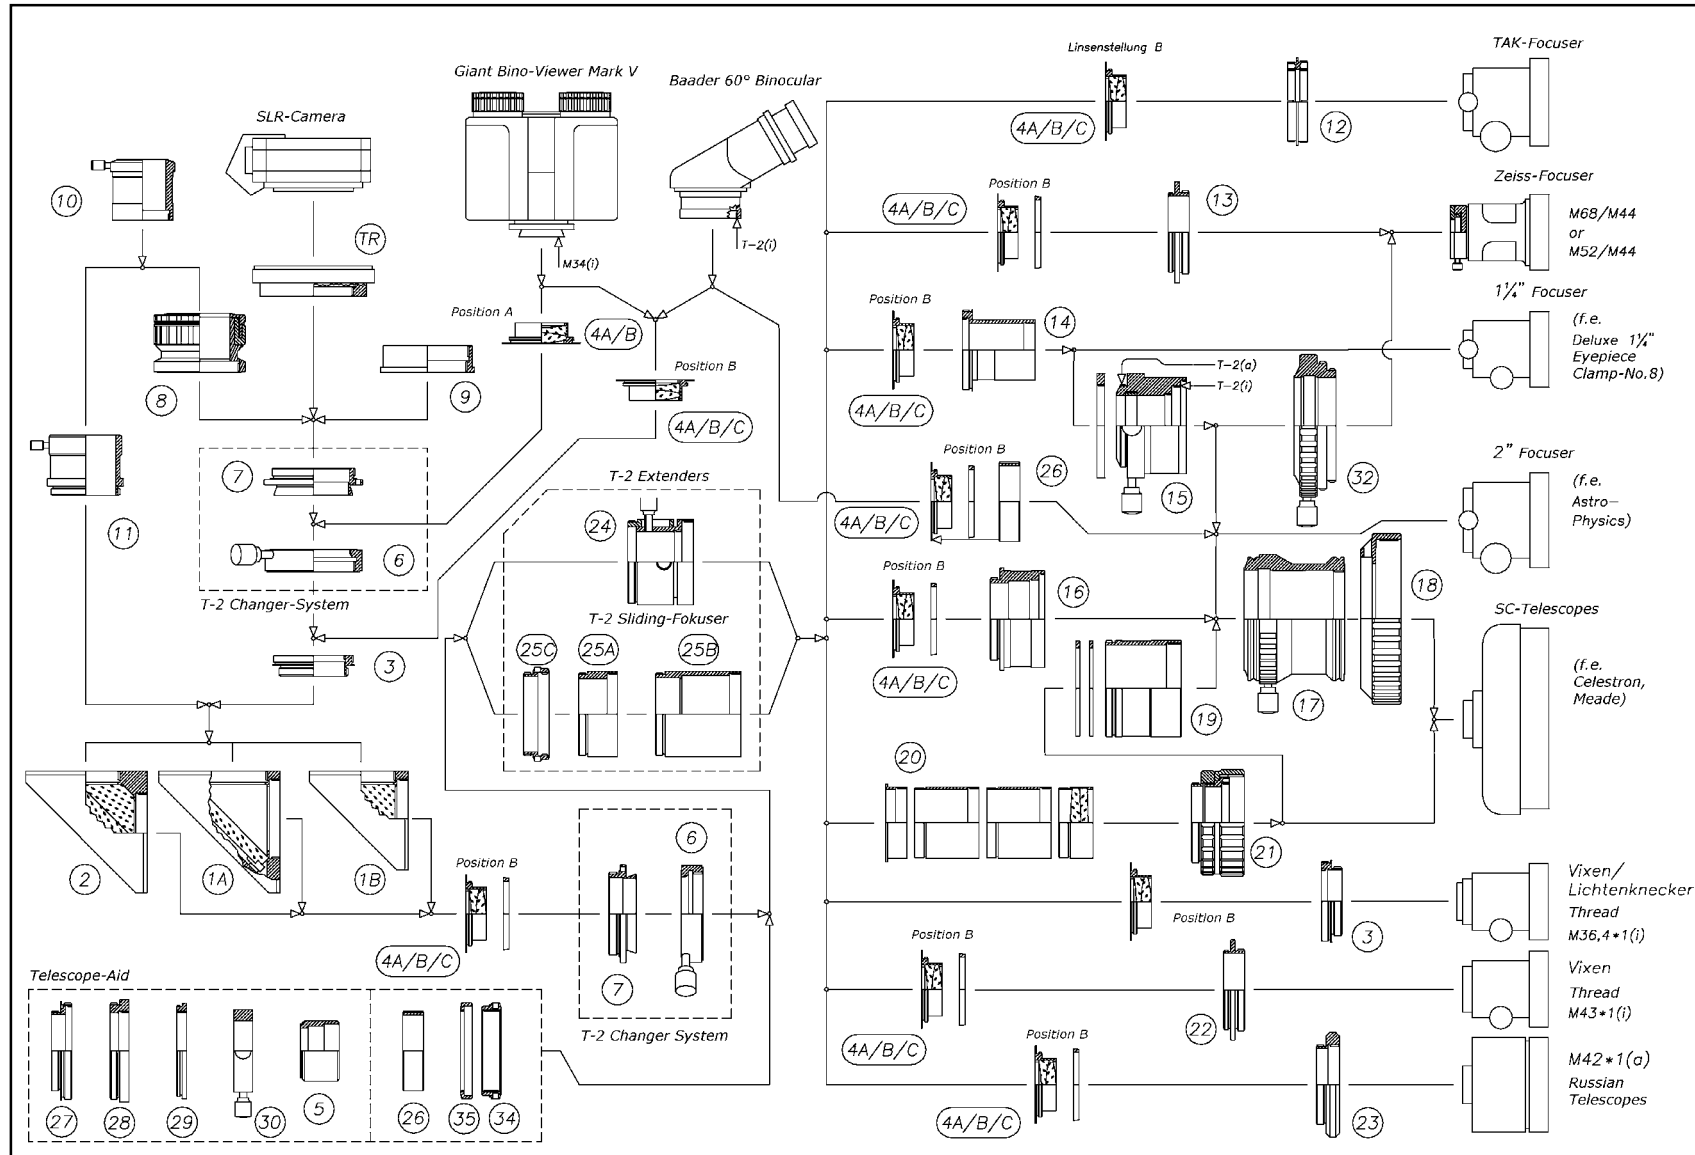 Giant Bino-Viewer Mark V
Baader 60° Binocular
SLR-Camera
10
TR
T-2(i)
M34(i)
Position A
4A/B
Position B
4A/B/C
8
9
7
11
6
T-2 Changer-System
3
T-2 Extenders
24
T-2 Sliding-Fokuser
25C
25A
25B
2
1A
1B
Position B
4A/B/C
6
7
T-2 Changer System
Telescope-Aid
27
28
29
30
5
26
35
34
Linsenstellung B
4A/B/C
12
TAK-Focuser
Position B
4A/B/C
13
Zeiss-Focuser
M68/M44
or
M52/M44
Position B
4A/B/C
14
1¼" Focuser
(f.e.
Deluxe 1¼"
Eyepiece
Clamp-No.8)
T-2(a)
T-2(i)
15
32
Position B
4A/B/C
26
2" Focuser
(f.e.
Astro-
Physics)
Position B
4A/B/C
16
17
18
19
SC-Telescopes
(f.e.
Celestron,
Meade)
20
21
Position B
3
Vixen/
Lichtenknecker
Thread
M36,4*1(i)
Position B
4A/B/C
22
Vixen
Thread
M43*1(i)
Position B
4A/B/C
23
M42*1(a)
Russian
Telescopes